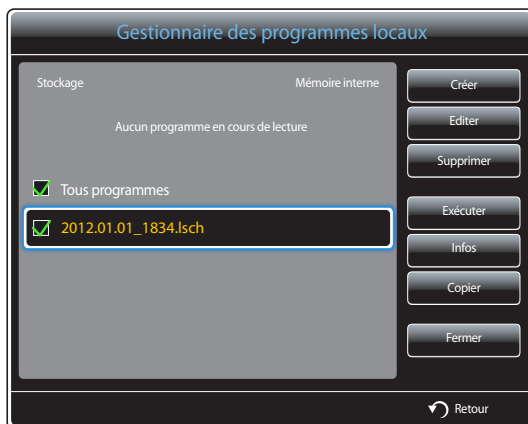 Gestionnaire des programmes locaux
Stockage
Mémoire interne
Aucun programme en cours de lecture
Tous programmes
2012.01.01_1834.lsch
Créer
Editer
Supprimer
Exécuter
Infos
Copier
Fermer
Retour